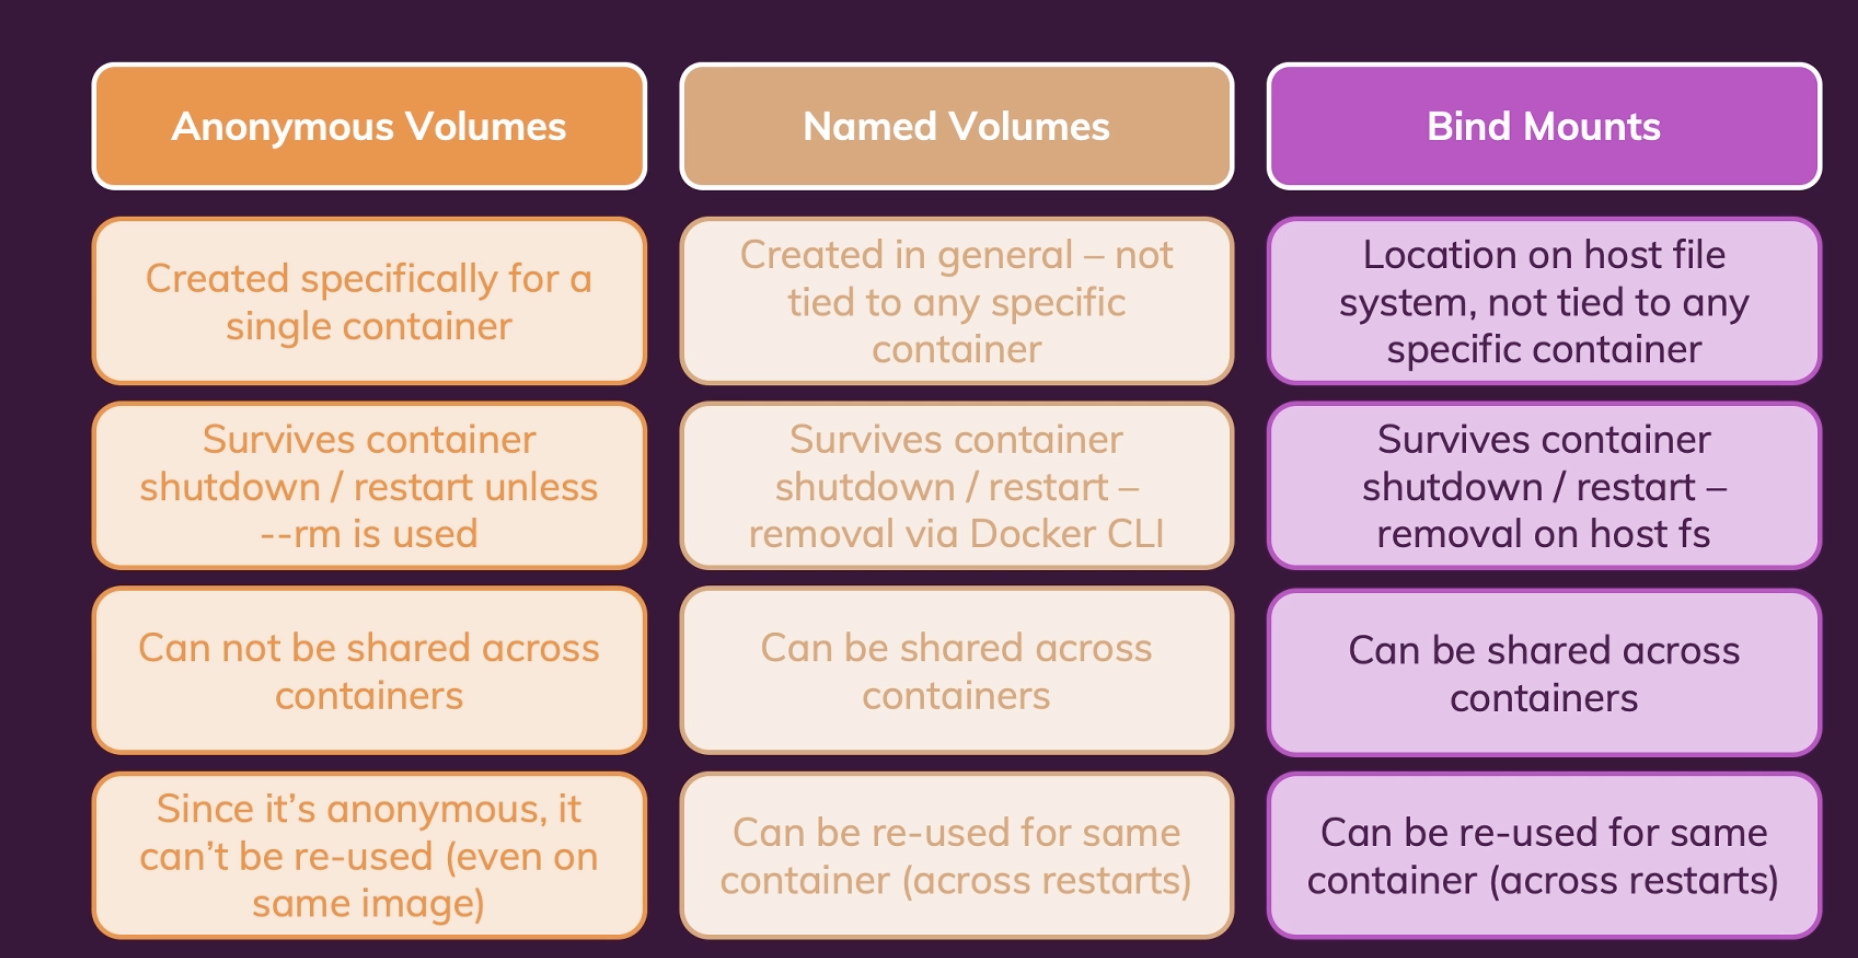 Anonymous Volumes
Named Volumes
Bind Mounts
Created specifically for a
single container
Created in general – not
tied to any specific
container
Location on host file
system, not tied to any
specific container
Survives container
shutdown / restart unless
--rm is used
Survives container
shutdown / restart –
removal via Docker CLI
Survives container
shutdown / restart –
removal on host fs
Can not be shared across
containers
Can be shared across
containers
Can be shared across
containers
Since it’s anonymous, it
can’t be re-used (even on
same image)
Can be re-used for same
container (across restarts)
Can be re-used for same
container (across restarts)